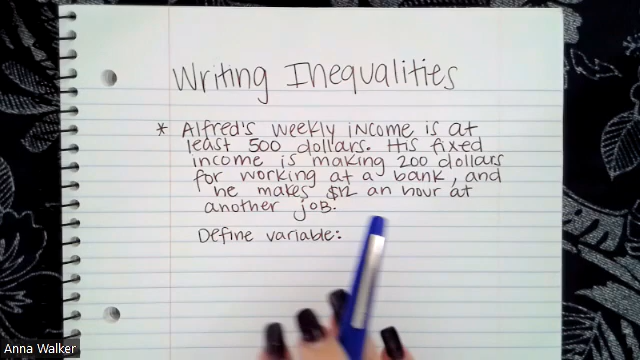 Writing Inequalities
* Alfred's weekly income is at
least 500 dollars. His fixed
income is making 200 dollars
for working at a bank, and
he makes $12 an hour at
another job.
Define variable:
Anna Walker